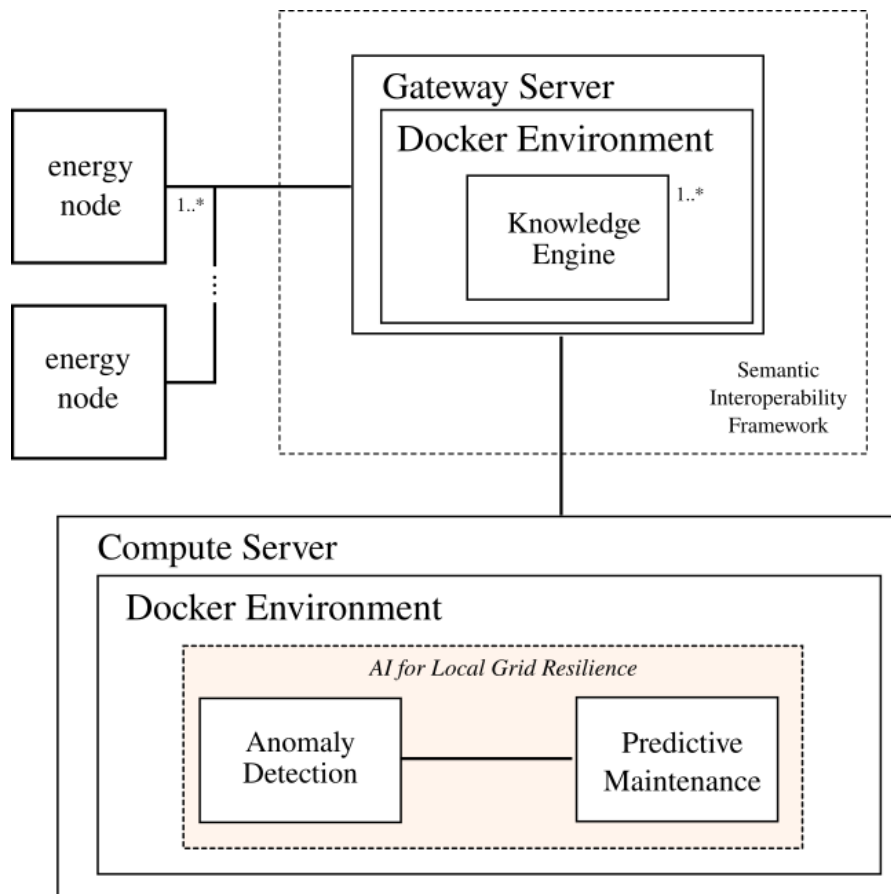 Gateway Server
Docker Environment
energy
node
1..*
1..*
Knowledge
Engine
...
energy
node
Semantic
Interoperability
Framework
Compute Server
Docker Environment
AI for Local Grid Resilience
Anomaly
Detection
Predictive
Maintenance